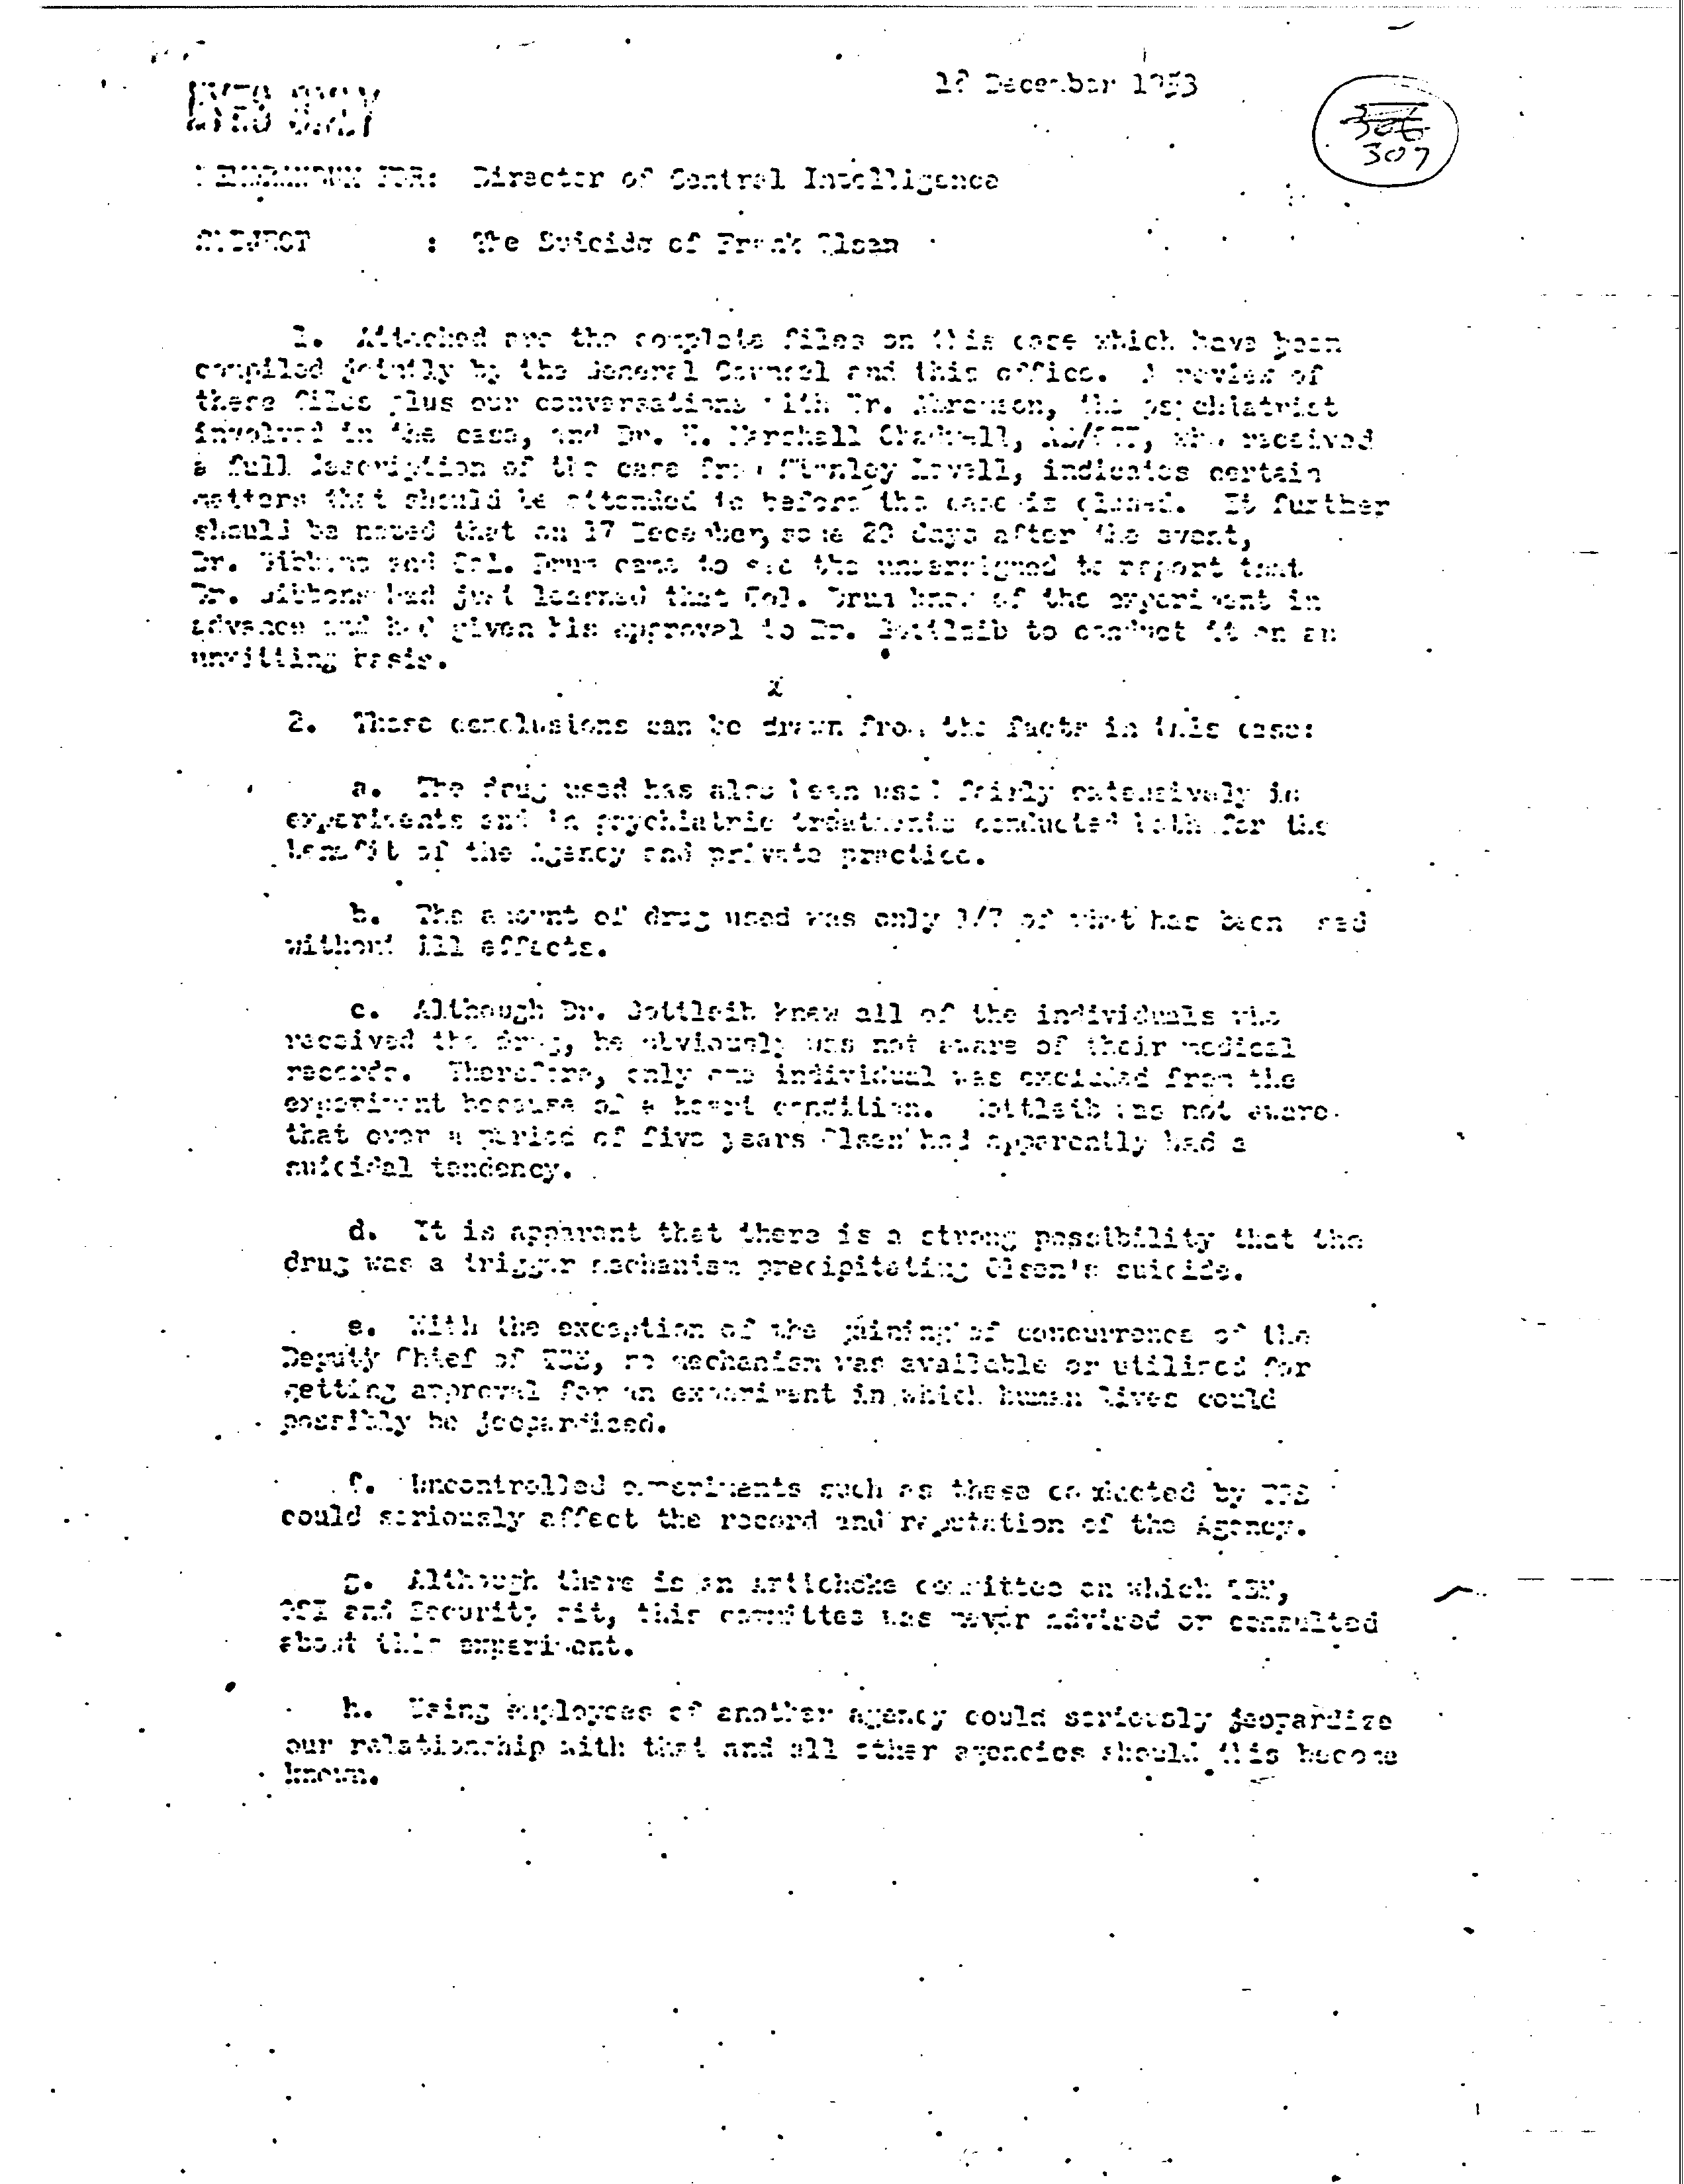 18 December 1953
EYES ONLY
306
307
MEMORANDUM FOR: Director of Central Intelligence
SUBJECT : The Suicide of Frank Olsen
1. Attached are the complete files on this case which have been
compiled jointly by the General Counsel and this office. A review of
these files plus our conversations with Dr. Abramson, the psychiatrist
involved in the case, and Dr. H. Marshall Chadwell, AD/OSI, who received
a full description of the case from Stanley Lovell, indicates certain
matters that should be attended to before the case is closed. It further
should be noted that on 17 December, some 20 days after the event,
Dr. Gibbons and Col. Drum came to see the undersigned to report that
Dr. Gibbons had just learned that Col. Drum knew of the experiment in
advance and had given his approval to Dr. Gottleib to conduct it on an
unwitting basis.
2. These conclusions can be drawn from the facts in this case:
a. The drug used has also been used fairly extensively in
experiments and in psychiatric treatments conducted both for the
benefit of the Agency and private practice.
b. The amount of drug used was only of what has been used
without ill effects.
c. Although Dr. Gottleib knew all of the individuals who
received the drug, he obviously was not aware of their medical
records. Therefore, only one individual was excluded from the
experiment because of a heart condition. Gottleib was not aware
that over a period of five years Olsen had apparently had a
suicidal tendency.
d. It is apparent that there is a strong possibility that the
drug was a trigger mechanism precipitating Olsen's suicide.
e. With the exception of the gaining of concurrence of the
Deputy Chief of TSS, no mechanism was available or utilized for
getting approval for an experiment in which human lives could
possibly be jeopardized.
f. Uncontrolled experiments such as these conducted by TSS
could seriously affect the record and reputation of the Agency.
g. Although there is an Artichoke committee on which
OSI and Security sit, this committee was never advised or consulted
about this experiment.
h. Using employees of another agency could seriously jeopardize
our relationship with that and all other agencies should this become
known.